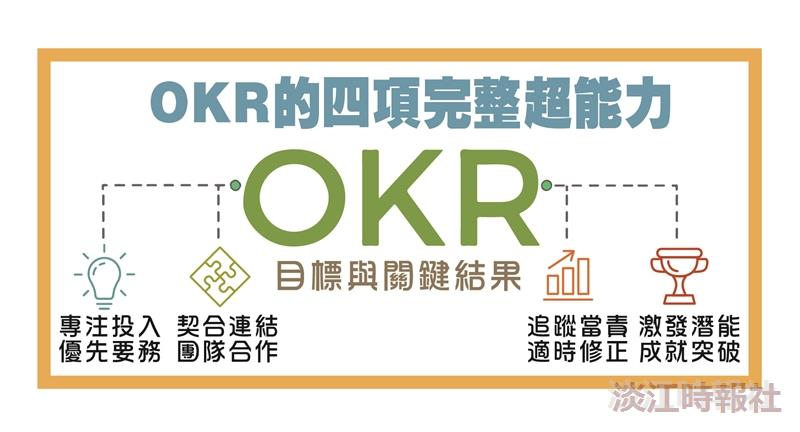 OKR的四項完整超能力
OKR
目標與關鍵結果
專注投入
優先要務
契合連結
團隊合作
追蹤當責
適時修正
激發潛能
成就突破
淡江時報社